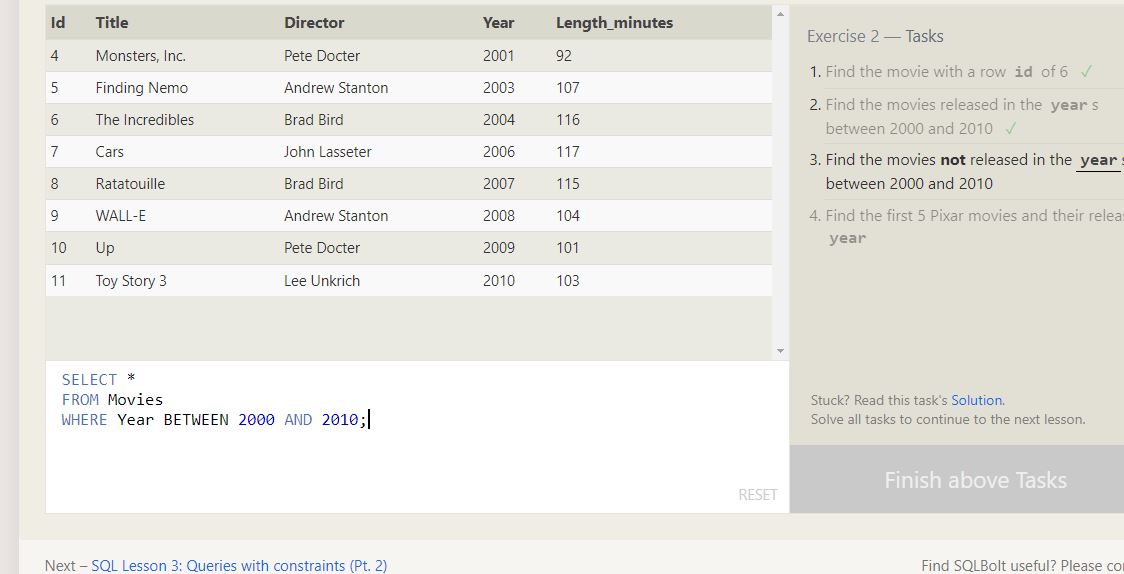 Id Title Director Year Length_minutes
4 Monsters, Inc. Pete Docter 2001 92
5 Finding Nemo Andrew Stanton 2003 107
6 The Incredibles Brad Bird 2004 116
7 Cars John Lasseter 2006 117
8 Ratatouille Brad Bird 2007 115
9 WALL-E Andrew Stanton 2008 104
10 Up Pete Docter 2009 101
11 Toy Story 3 Lee Unkrich 2010 103
SELECT *
FROM Movies
WHERE Year BETWEEN 2000 AND 2010;
RESET
Exercise 2 — Tasks
1. Find the movie with a row id of 6 ✓
2. Find the movies released in the year s
between 2000 and 2010 ✓
3. Find the movies not released in the year s
between 2000 and 2010
4. Find the first 5 Pixar movies and their
year
Stuck? Read this task's Solution.
Solve all tasks to continue to the next lesson.
Finish above Tasks
Next – SQL Lesson 3: Queries with constraints (Pt. 2)
Find SQLBolt useful? Please